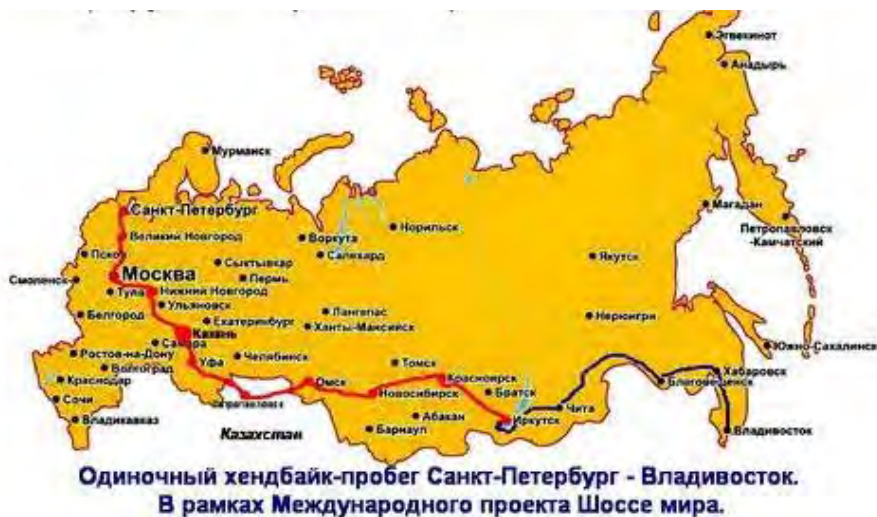 Эгвекинот
Анадырь
Мурманск
Санкт-Петербург
Магадан
Великий Новгород
Норильск
Петропавловск
-Камчатский
Воркута
Псков
Салехард
Якутск
Сыктывкар
Москва
Смоленск
Пермь
Тула
Нижний Новгород
Ульяновск
Лангепас
Белгород
Екатеринбург
Ханты-Мансийск
Нерюнгри
Казань
Самара
Южно-Сахалинск
Ростов-на-Дону
Челябинск
Уфа
Томск
Волгоград
Хабаровск
Краснодар
Омск
Красноярск
Благовещенск
Новосибирск
Братск
Сочи
Чита
Абакан
Иркутск
Владикавказ
Казахстан
Барнаул
Владивосток
Одиночный хендбайк-пробег Санкт-Петербург - Владивосток.
В рамках Международного проекта Шоссе мира.